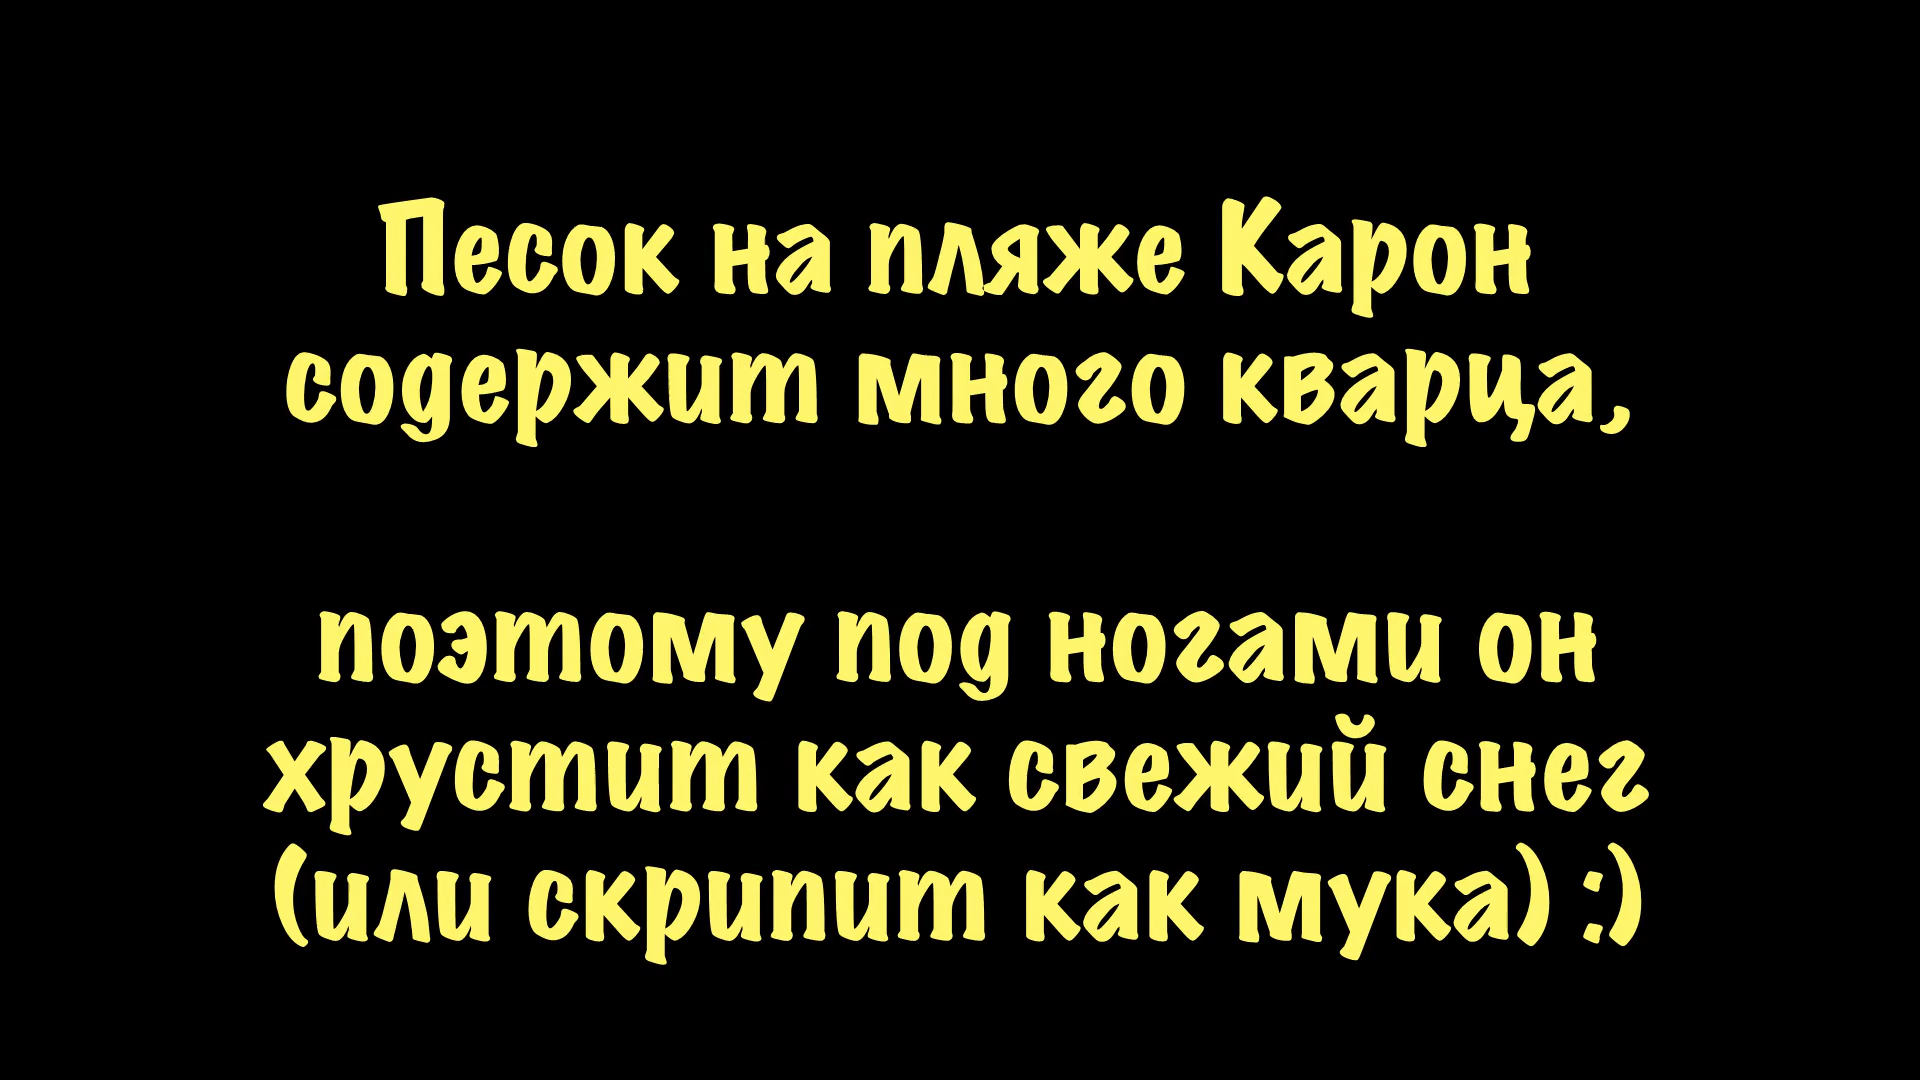 Песок на пляже Карон
содержит много кварца,
поэтому под ногами он
хрустит как свежий снег
(или скрипит как мука) :)